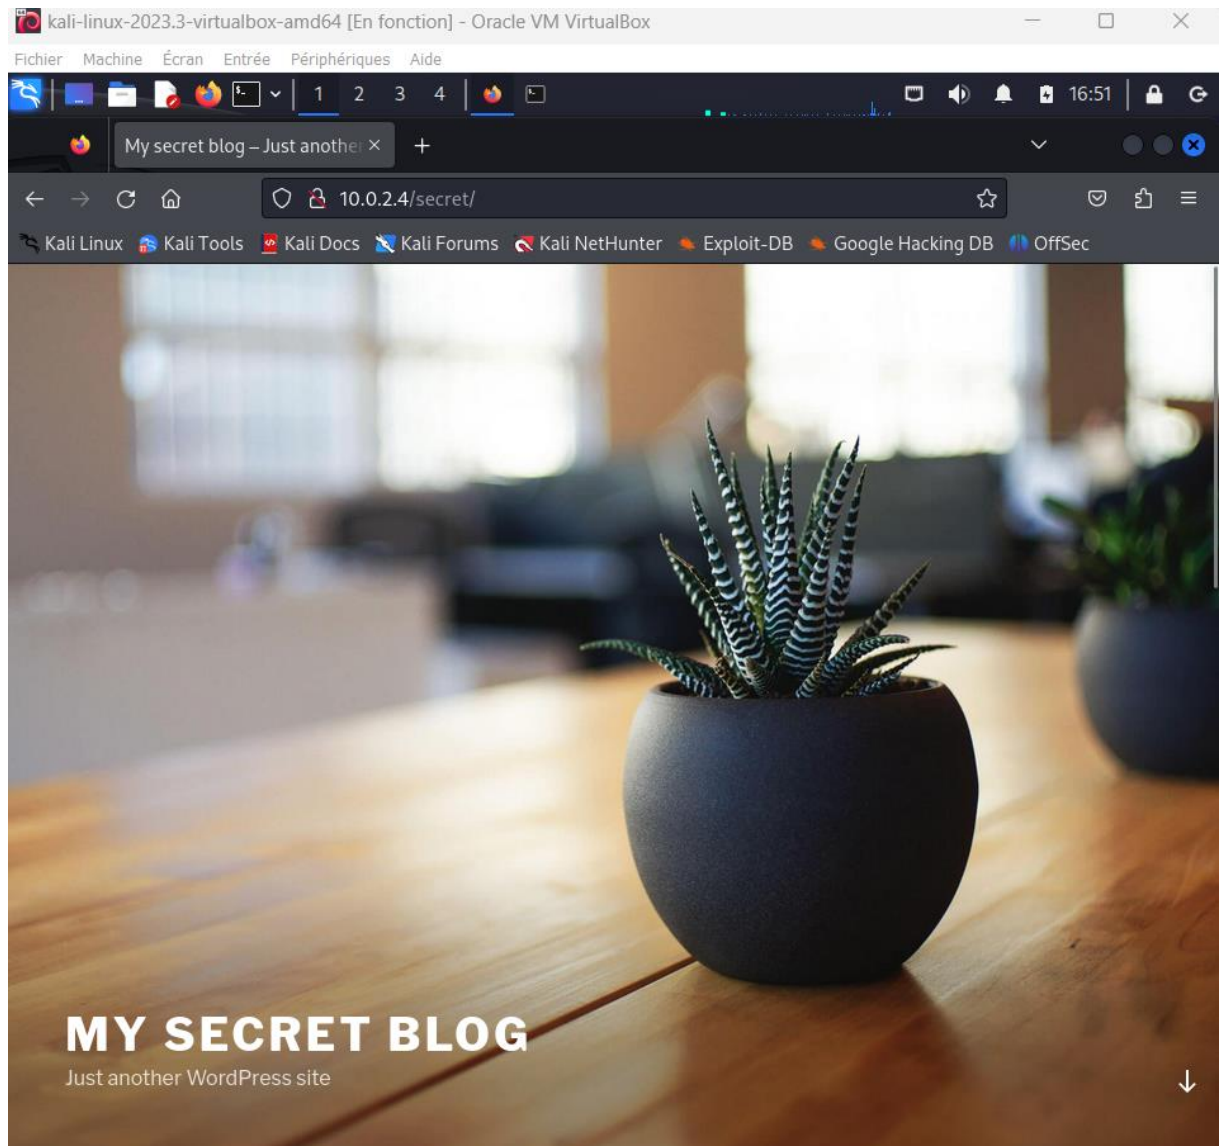 kali-linux-2023.3-virtualbox-amd64 [En fonction] - Oracle VM VirtualBox
Fichier Machine Écran Entrée Périphériques Aide
1 2 3 4 16:51
My secret blog – Just another
10.0.2.4/secret/
Kali Linux Kali Tools Kali Docs Kali Forums Kali NetHunter Exploit-DB Google Hacking DB OffSec
MY SECRET BLOG
Just another WordPress site